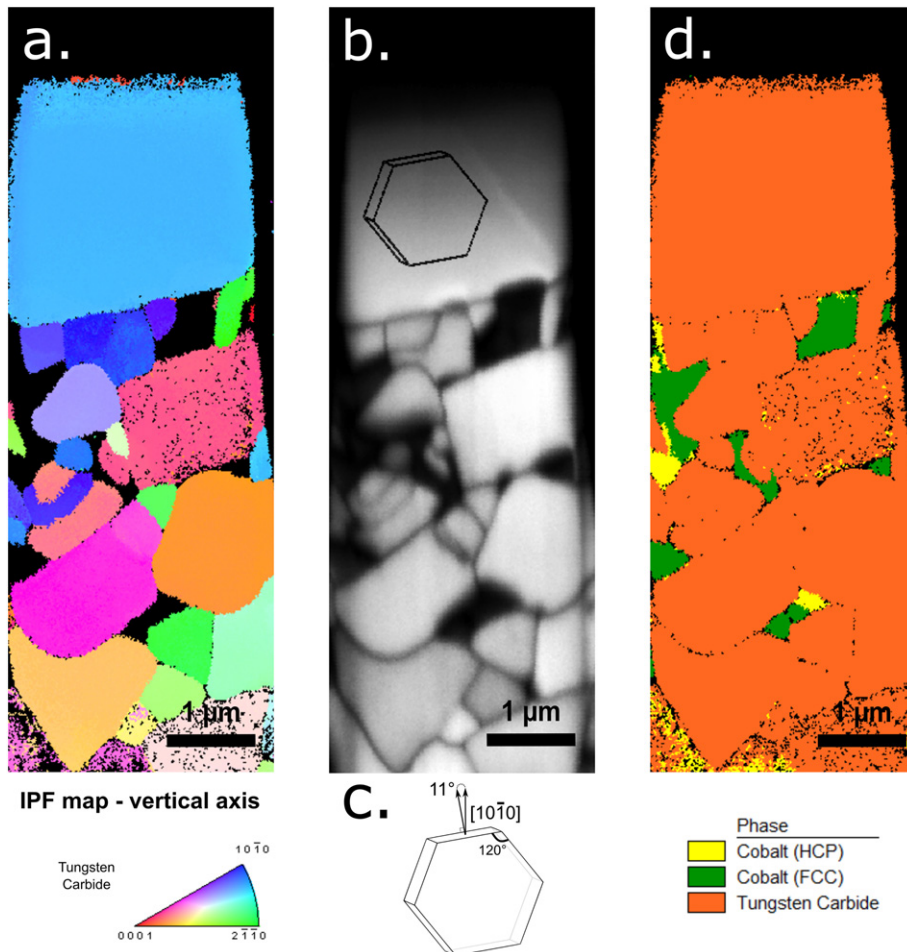 a.
b.
d.
1 µm
1 µm
1 µm
IPF map - vertical axis
Tungsten
Carbide
101̄0
0001
21̄1̄0
c.
11°
[101̄0]
120°
Phase
Cobalt (HCP)
Cobalt (FCC)
Tungsten Carbide